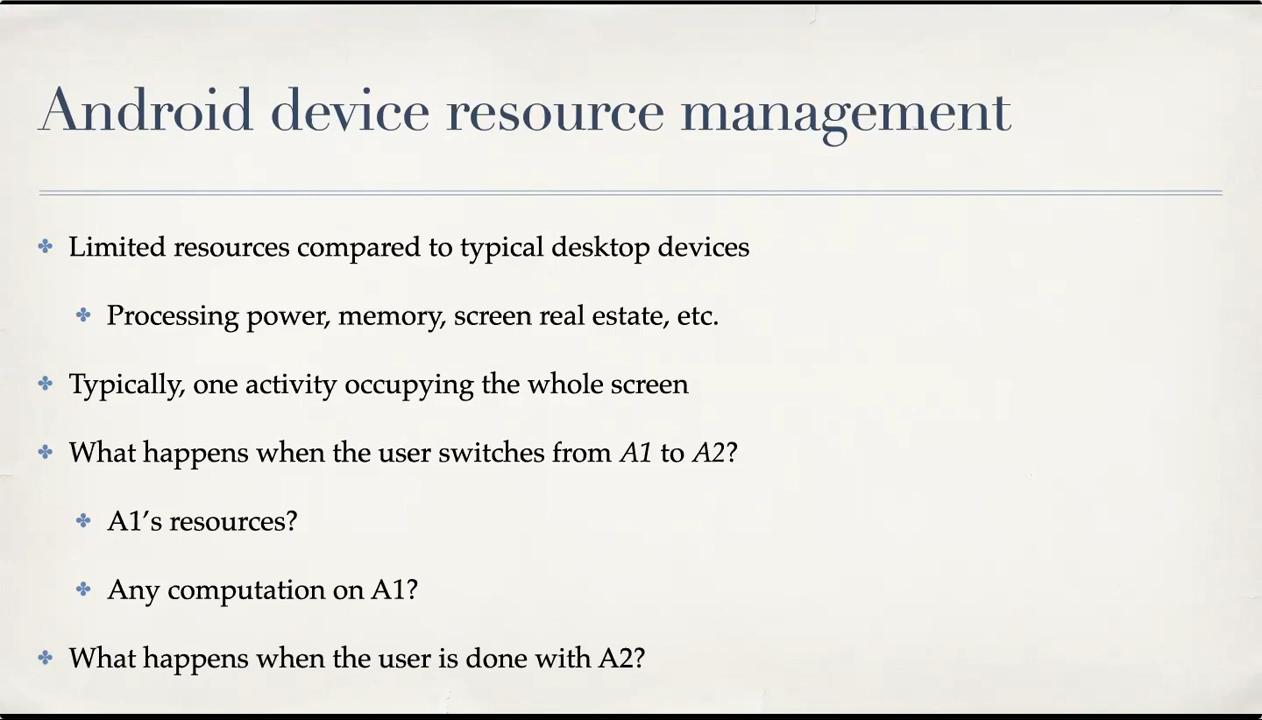 Android device resource management
Limited resources compared to typical desktop devices
Processing power, memory, screen real estate, etc.
Typically, one activity occupying the whole screen
What happens when the user switches from A1 to A2?
A1’s resources?
Any computation on A1?
What happens when the user is done with A2?